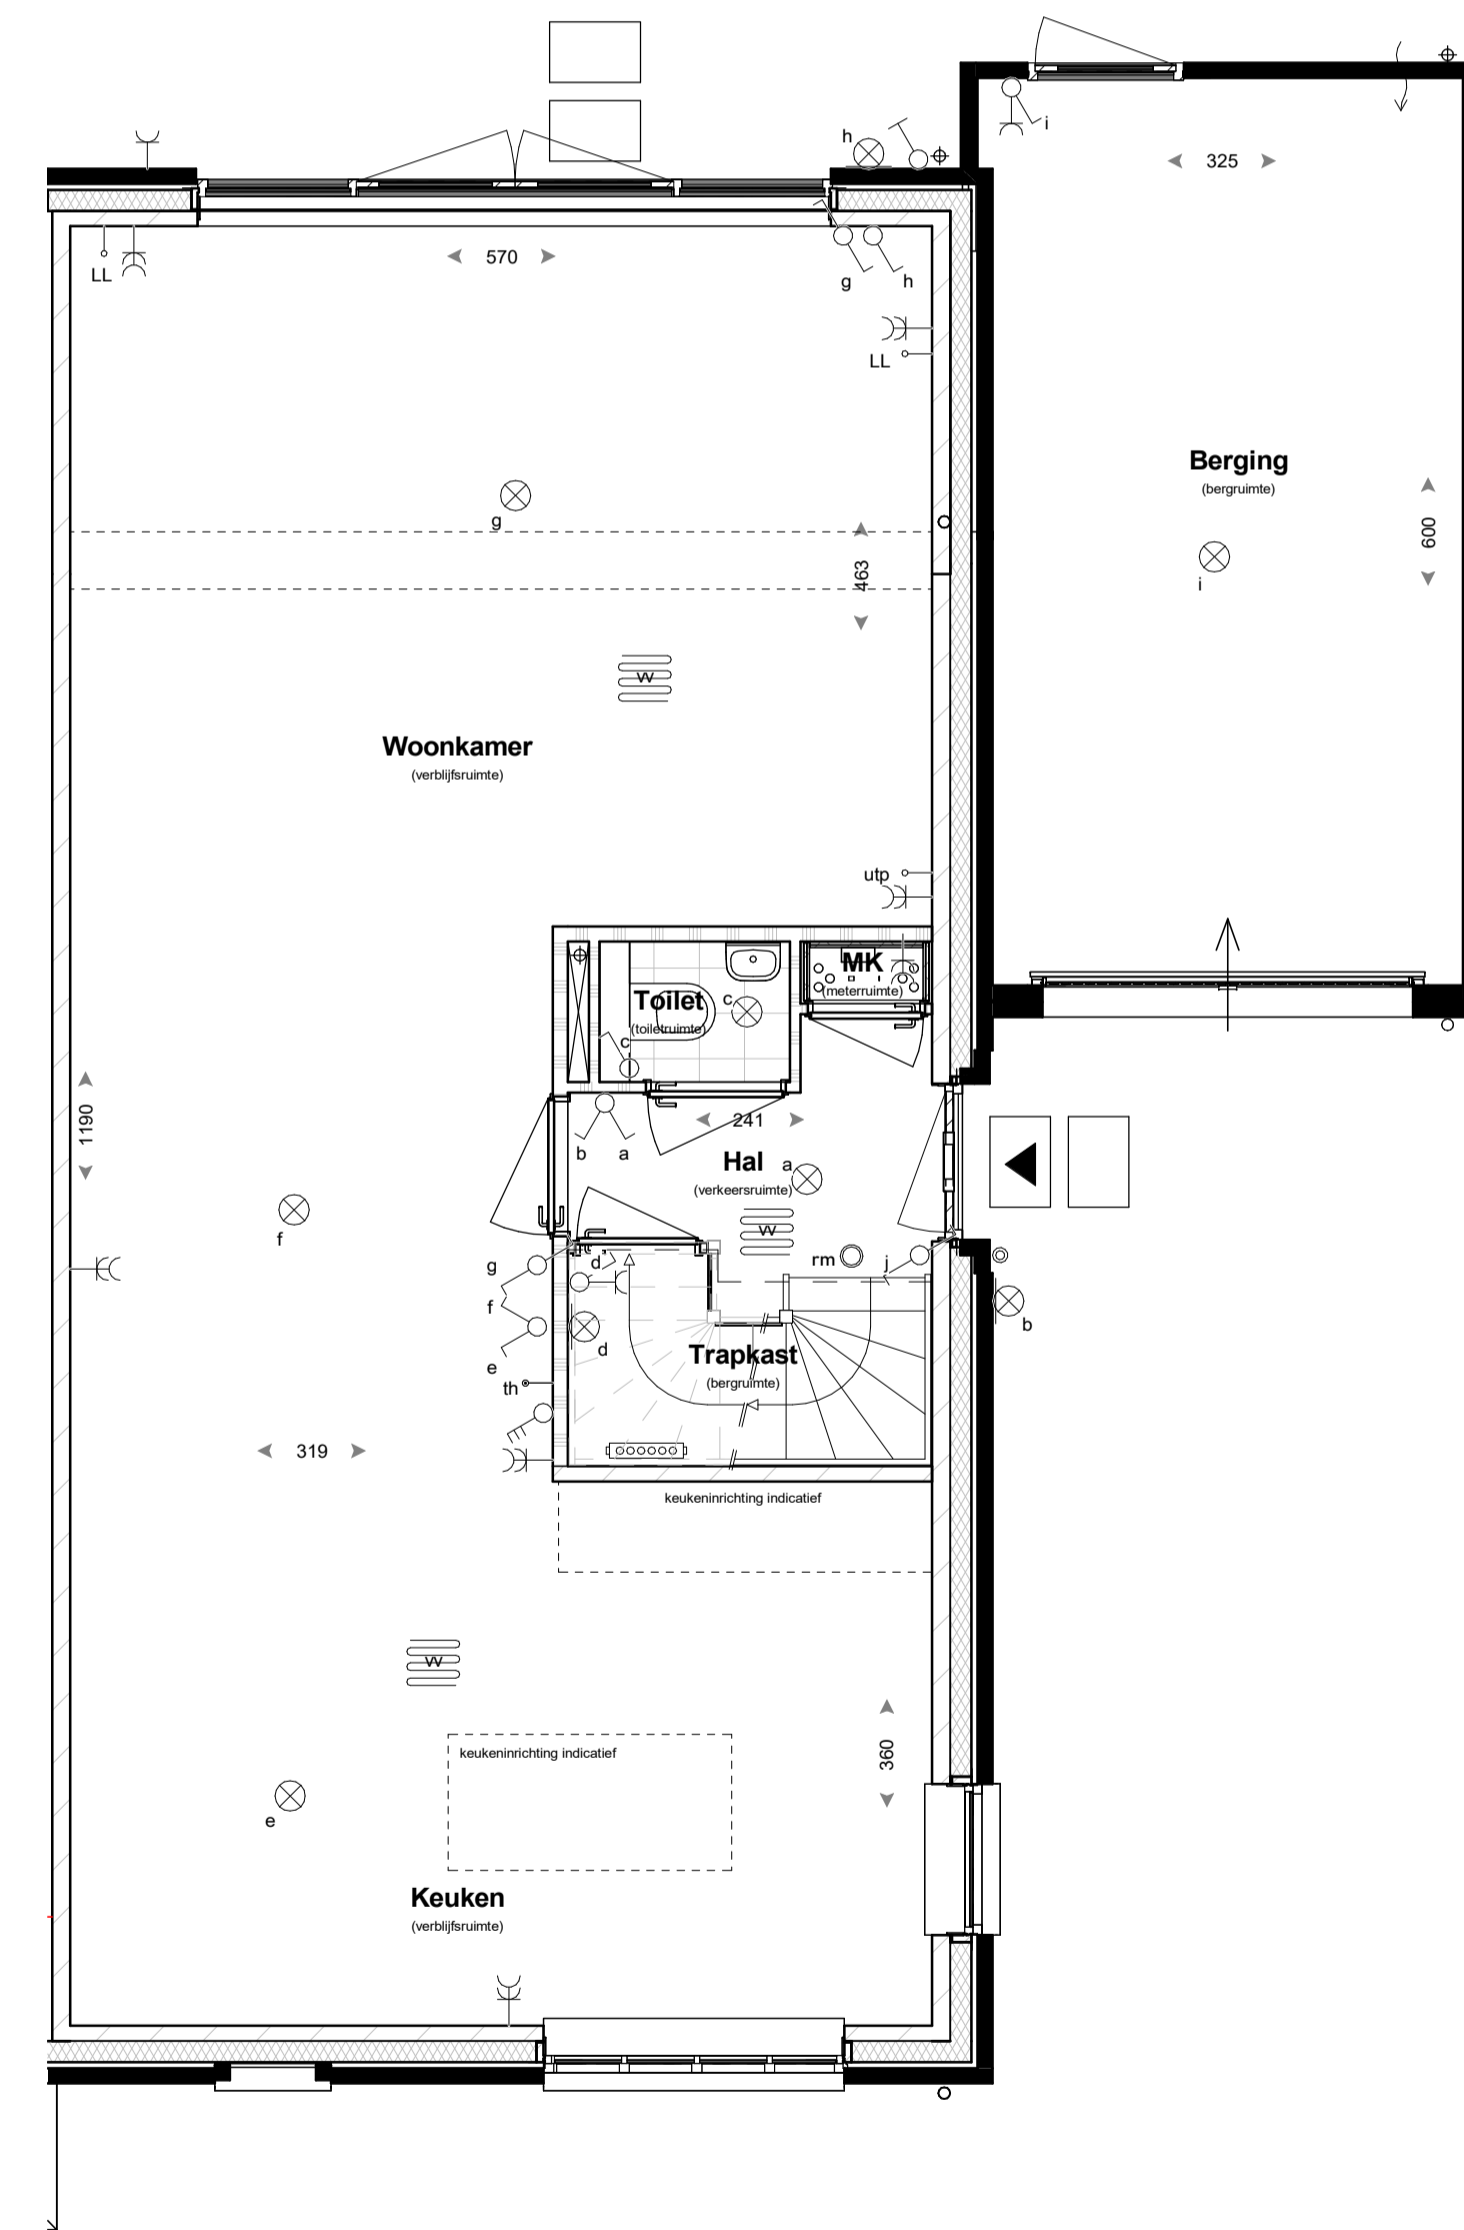 h
i
325
LL
570
g
h
LL
g
463
Berging
(bergruimte)
600
i
W
Woonkamer
(verblijfsruimte)
utp
MK
(meterruimte)
Toilet
(toiletruimte)
c
c
1190
b
a
241
Hal
(verkeersruimte)
a
W
f
g
d
rm
j
f
d
b
e
th
Trapkast
(bergruimte)
319
keukeninrichting indicatief
W
keukeninrichting indicatief
360
e
Keuken
(verblijfsruimte)